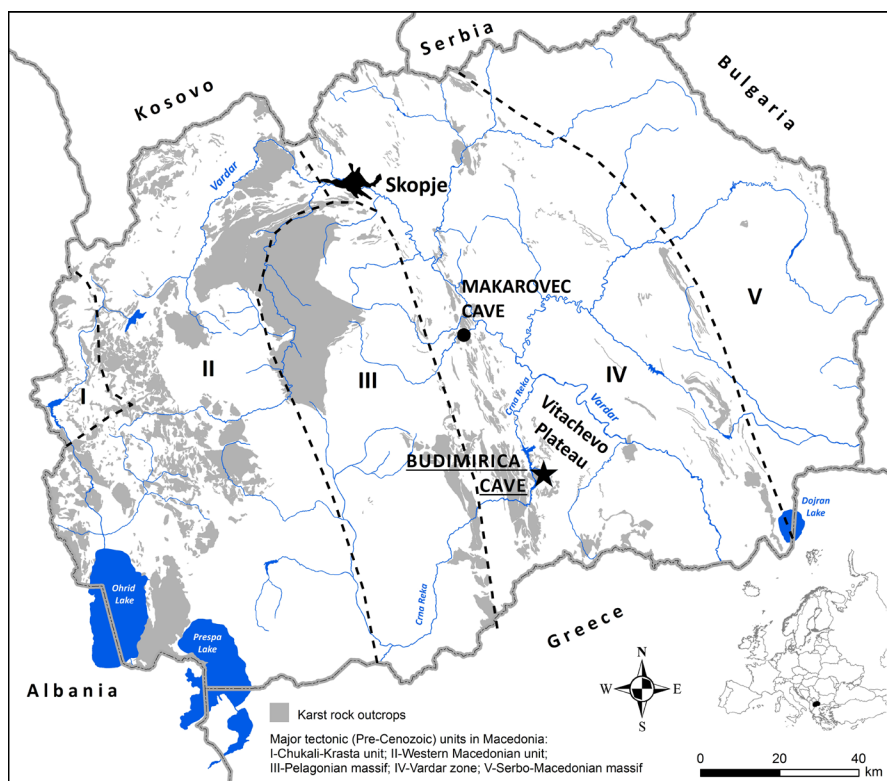 Serbia
Kosovo
Bulgaria
Vardar
Skopje
MAKAROVEC
CAVE
V
I
II
III
IV
Crna Reka
Vardar
Vitachevo
Plateau
BUDIMIRICA
CAVE
Dojran
Lake
Ohrid
Lake
Prespa
Lake
Crna Reka
Greece
Albania
N
W
E
S
Karst rock outcrops
Major tectonic (Pre-Cenozoic) units in Macedonia:
I-Chukali-Krasta unit; II-Western Macedonian unit;
III-Pelagonian massif; IV-Vardar zone; V-Serbo-Macedonian massif
0 20 40
km